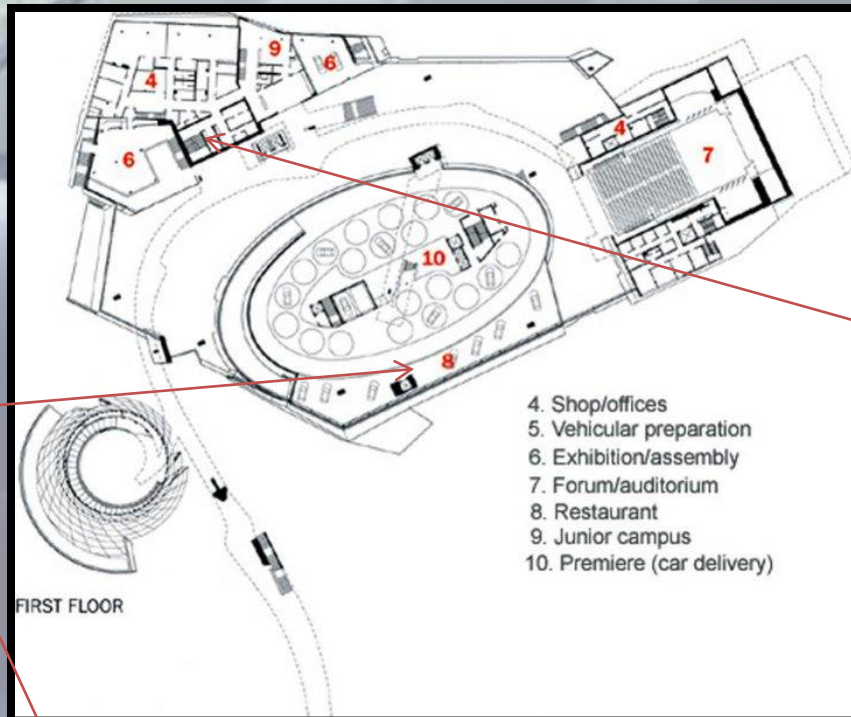 9
6
4
4
7
6
10
8
4. Shop/offices
5. Vehicular preparation
6. Exhibition/assembly
7. Forum/auditorium
8. Restaurant
9. Junior campus
10. Premiere (car delivery)
FIRST FLOOR